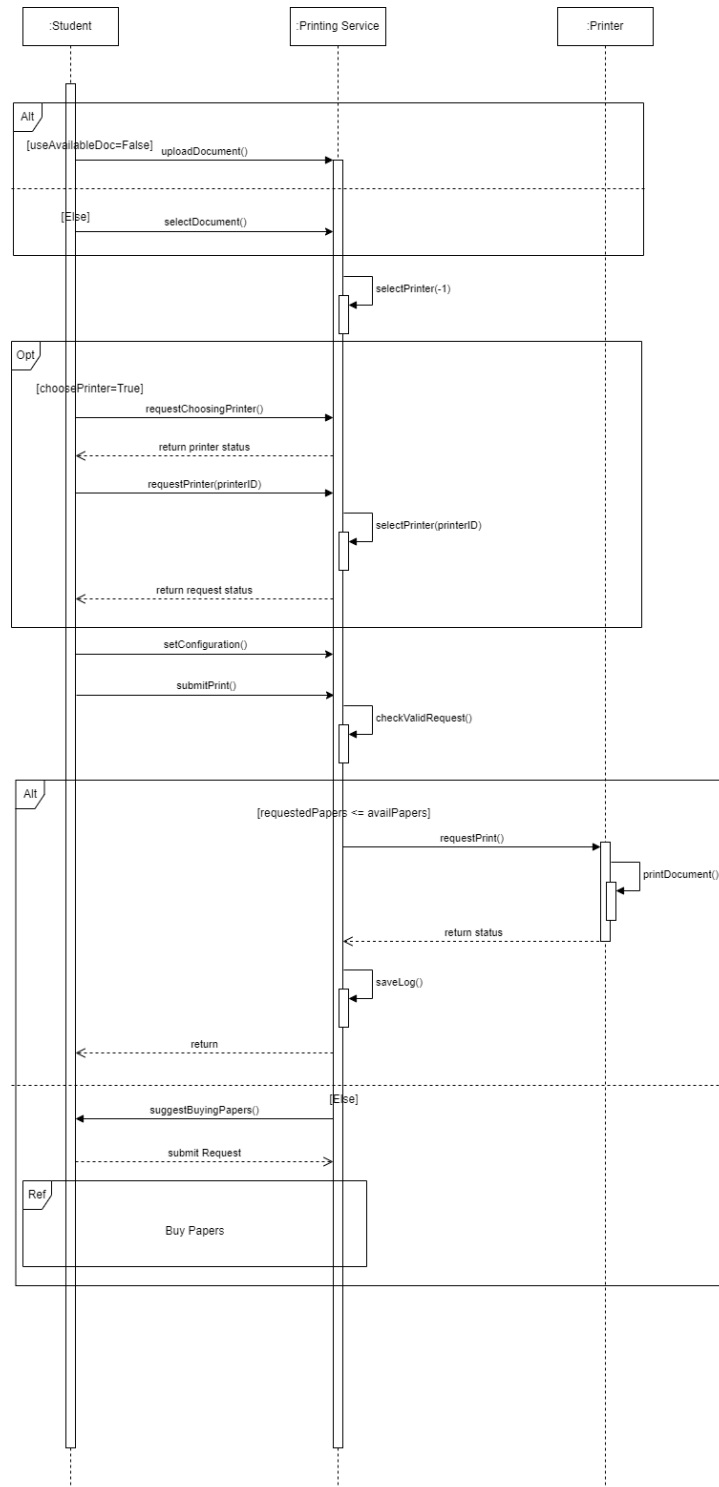 :Student
:Printing Service
:Printer
Alt
[useAvailableDoc=False]
uploadDocument()
[Else]
selectDocument()
selectPrinter(-1)
Opt
[choosePrinter=True]
requestChoosingPrinter()
return printer status
requestPrinter(printerID)
selectPrinter(printerID)
return request status
setConfiguration()
submitPrint()
checkValidRequest()
Alt
[requestedPapers <= availPapers]
requestPrint()
printDocument()
return status
saveLog()
return
[Else]
suggestBuyingPapers()
submit Request
Ref
Buy Papers